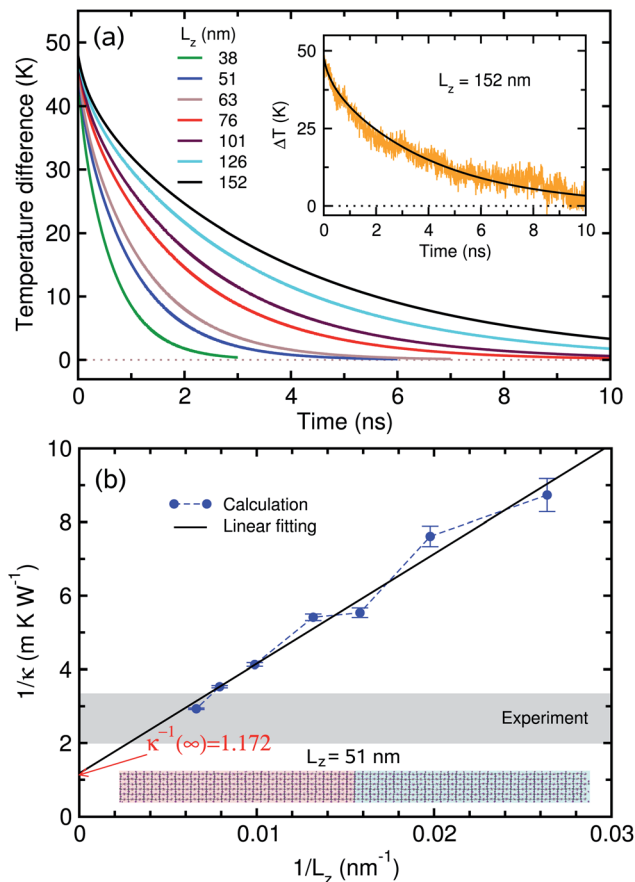 (a)
L_z (nm)
38
51
63
76
101
126
152
Temperature difference (K)
50
40
30
20
10
0
0 2 4 6 8 10
Time (ns)
L_z = 152 nm
ΔT (K)
50
25
0
0 2 4 6 8 10
Time (ns)
(b)
Calculation
Linear fitting
1/κ (m K W⁻¹)
10
8
6
4
2
0
Experiment
κ⁻¹(∞)=1.172
L_z = 51 nm
0 0.01 0.02 0.03
1/L_z (nm⁻¹)